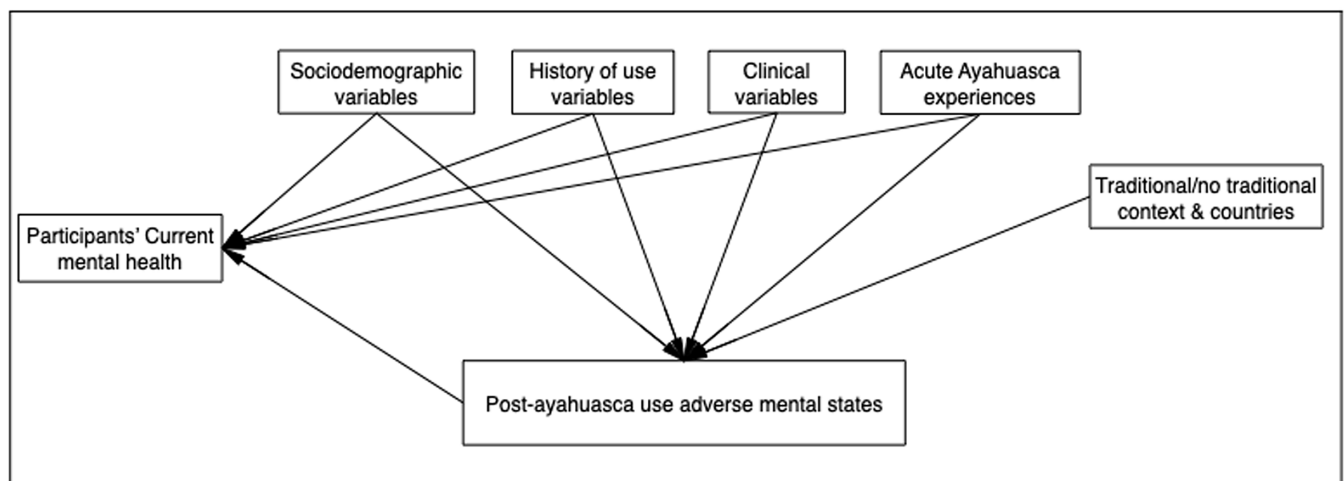 Sociodemographic
variables
History of use
variables
Clinical
variables
Acute Ayahuasca
experiences
Traditional/no traditional
context & countries
Participants' Current
mental health
Post-ayahuasca use adverse mental states